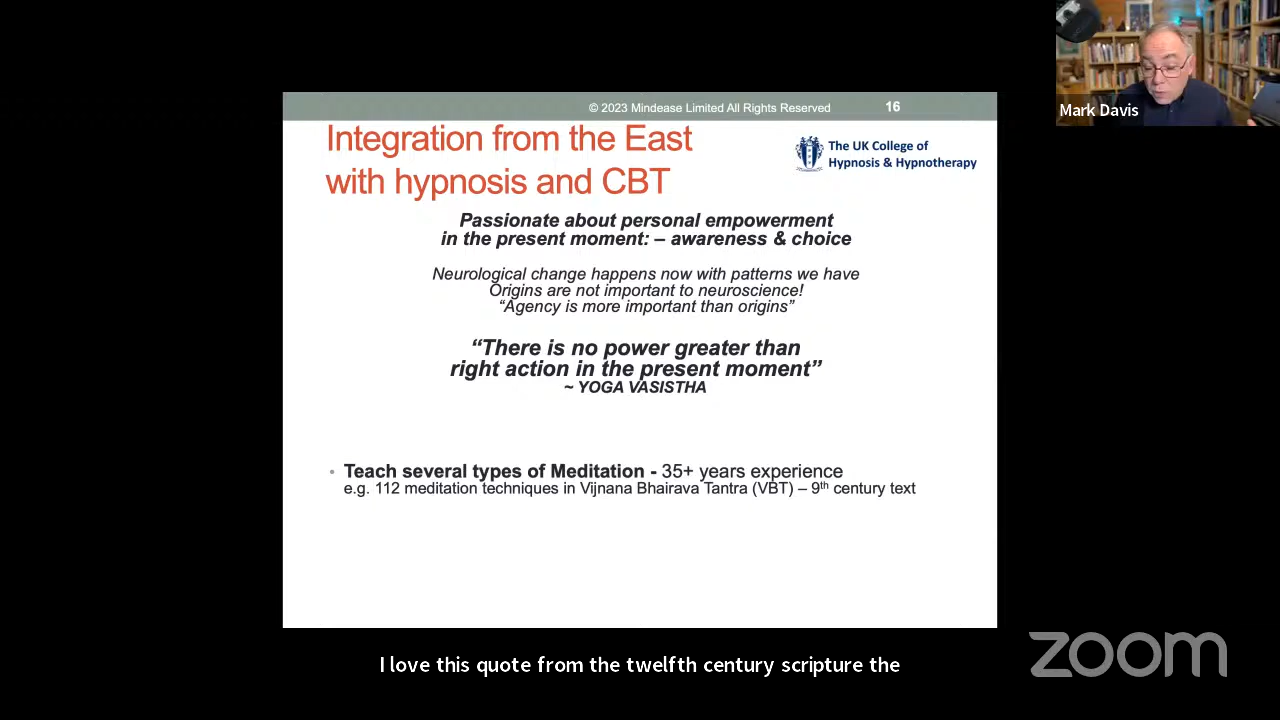 © 2023 Mindease Limited All Rights Reserved
16
Mark Davis
Integration from the East
with hypnosis and CBT
The UK College of
Hypnosis & Hypnotherapy
Passionate about personal empowerment
in the present moment: – awareness & choice
Neurological change happens now with patterns we have
Origins are not important to neuroscience!
“Agency is more important than origins”
“There is no power greater than
right action in the present moment”
~ YOGA VASISTHA
• Teach several types of Meditation - 35+ years experience
e.g. 112 meditation techniques in Vijnana Bhairava Tantra (VBT) – 9th century text
I love this quote from the twelfth century scripture the
zoom